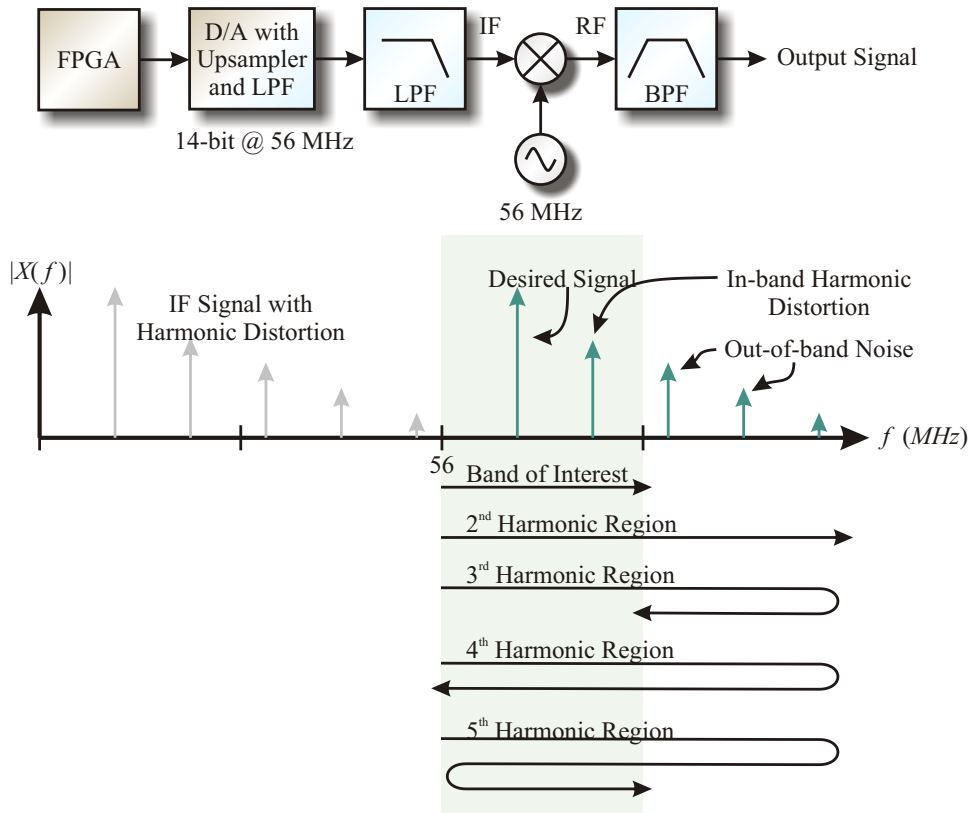 FPGA
D/A with
Upsampler
and LPF
LPF
IF
RF
BPF
Output Signal
14-bit @ 56 MHz
56 MHz
|X(f)|
IF Signal with
Harmonic Distortion
Desired Signal
In-band Harmonic
Distortion
Out-of-band Noise
56
f (MHz)
Band of Interest
2nd Harmonic Region
3rd Harmonic Region
4th Harmonic Region
5th Harmonic Region